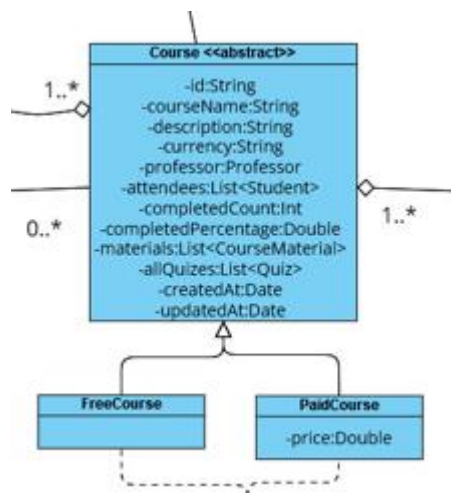 Course <<abstract>>
1..*
-id:String
-courseName:String
-description:String
-currency:String
-professor:Professor
-attendees:List<Student>
-completedCount:Int
0..*
1..*
-completedPercentage:Double
-materials:List<CourseMaterial>
-allQuizes:List<Quiz>
-createdAt:Date
-updatedAt:Date
FreeCourse
PaidCourse
-price:Double